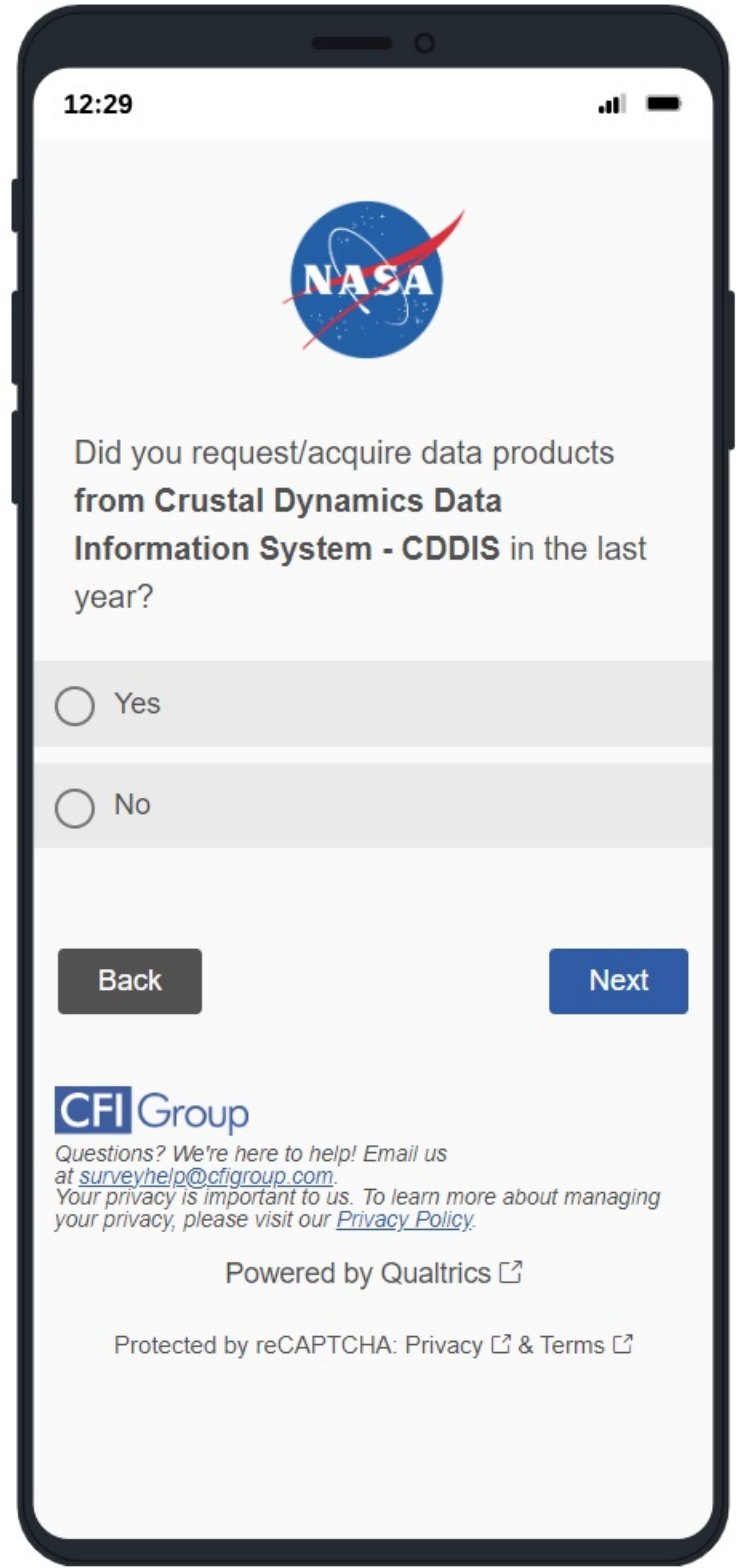 12:29
NASA
Did you request/acquire data products
from Crustal Dynamics Data
Information System - CDDIS in the last
year?
Yes
No
Back
Next
CFI Group
Questions? We're here to help! Email us
at surveyhelp@cfigroup.com.
Your privacy is important to us. To learn more about managing
your privacy, please visit our Privacy Policy.
Powered by Qualtrics
Protected by reCAPTCHA: Privacy & Terms